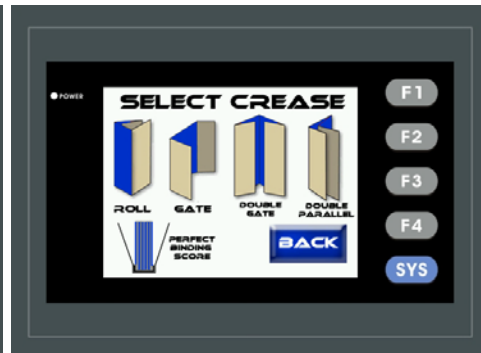 POWER
SELECT CREASE
F1
F2
F3
F4
SYS
ROLL
GATE
DOUBLE
GATE
DOUBLE
PARALLEL
PERFECT
BINDING
SCORE
BACK